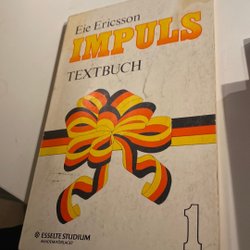 Eie Ericsson
IMPULS
TEXTBUCH
ESSELTE STUDIUM
1